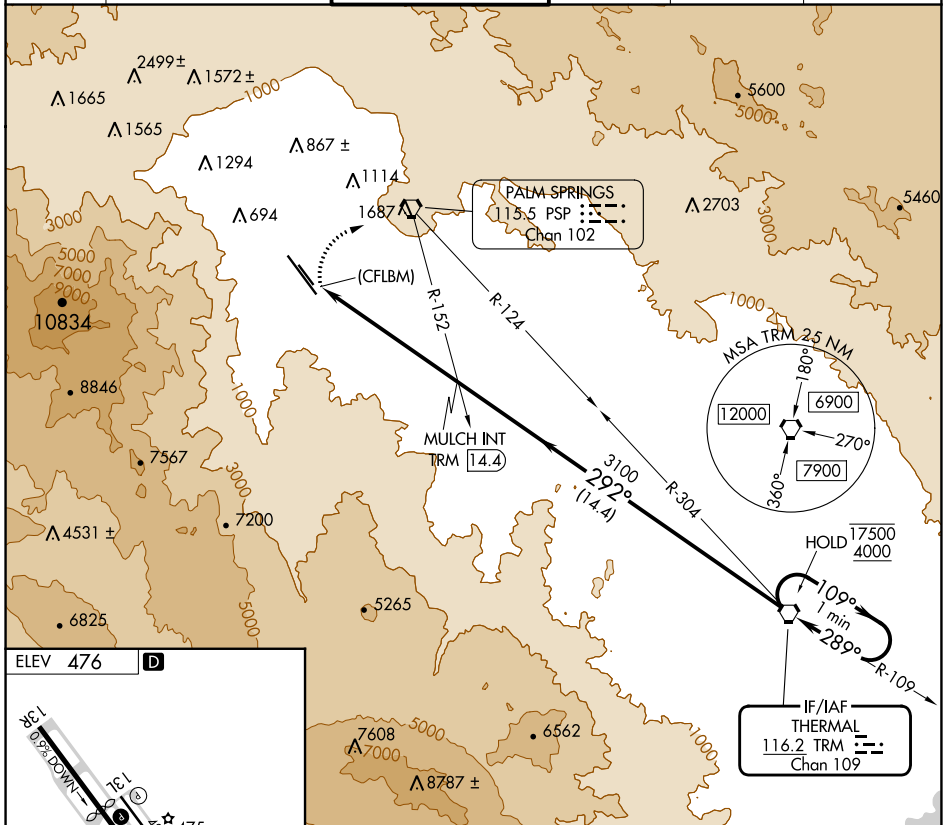 2499 ±
1572 ±
1665
1000
5600
5000
1565
867 ±
1294
1114
694
1687
PALM SPRINGS
115.5 PSP
Chan 102
2703
5460
3000
3000
5000
7000
9000
10834
(CFLBM)
R-152
R-124
1000
MSA TRM 25 NM
180°
6900
12000
270°
7900
360°
8846
1000
MULCH INT
TRM 14.4
7567
3000
3100
292°
(14.4)
R-304
7200
4531 ±
HOLD 17500
4000
109°
1 min
289°
R-109
5265
6825
5000
ELEV 476 D
13R
0.9% DOWN
13L
P
P
IF/IAF
THERMAL
116.2 TRM
Chan 109
7608
5000
7000
6562
8787 ±
1000